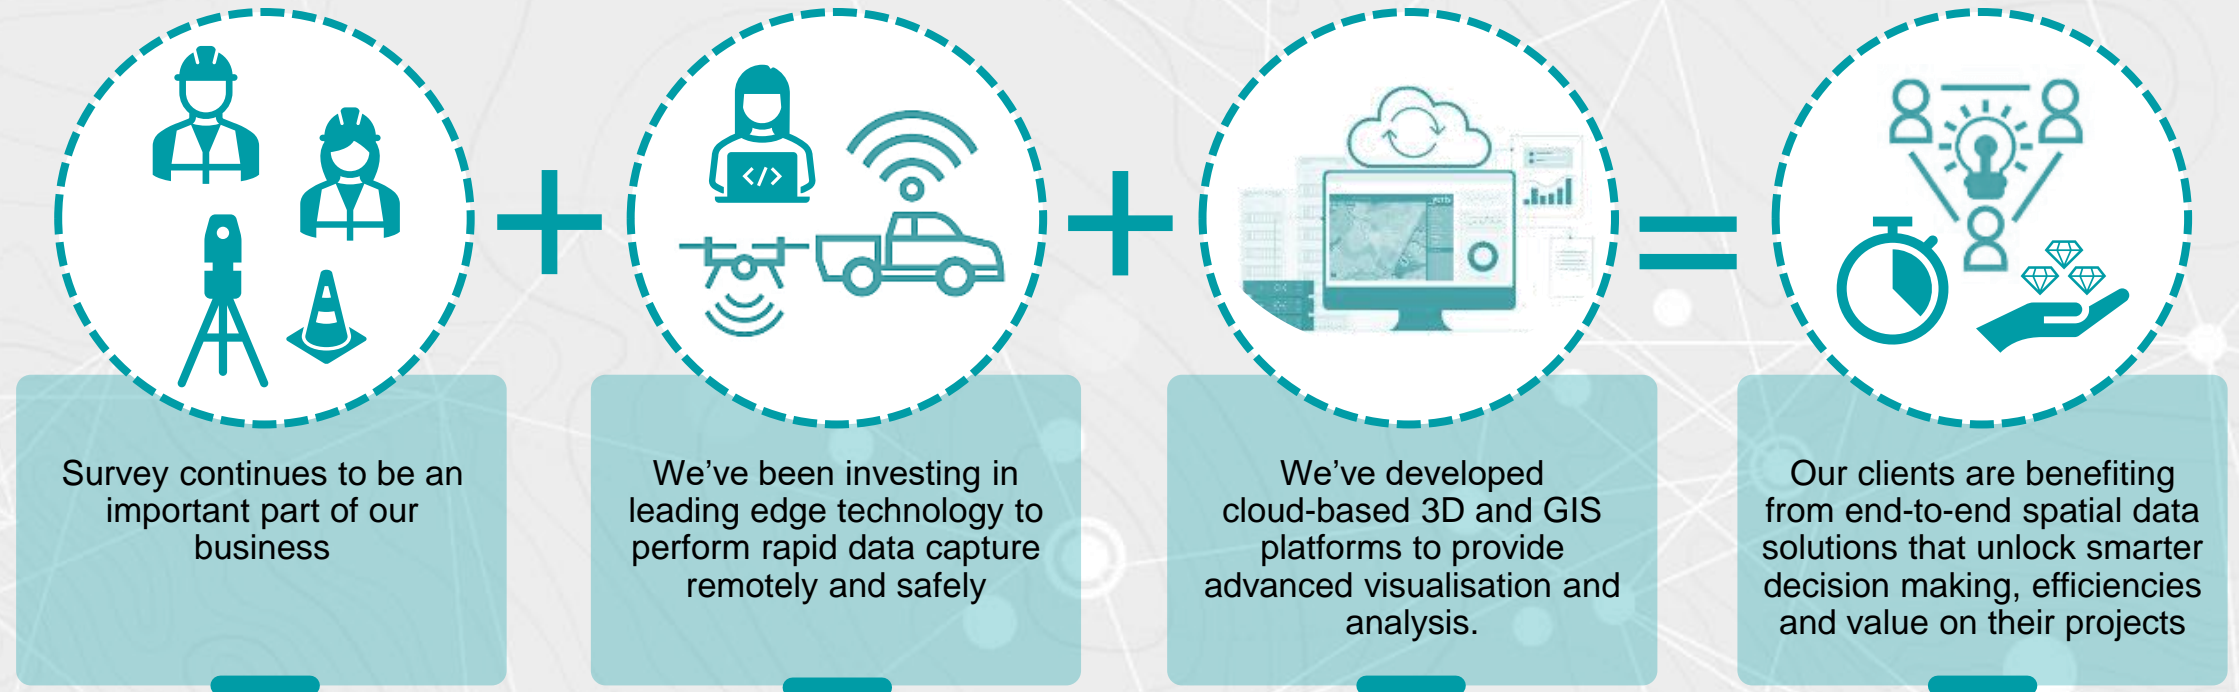 Survey continues to be an
important part of our
business
We’ve been investing in
leading edge technology to
perform rapid data capture
remotely and safely
We’ve developed
cloud-based 3D and GIS
platforms to provide
advanced visualisation and
analysis.
Our clients are benefiting
from end-to-end spatial data
solutions that unlock smarter
decision making, efficiencies
and value on their projects
+
</>
+
=